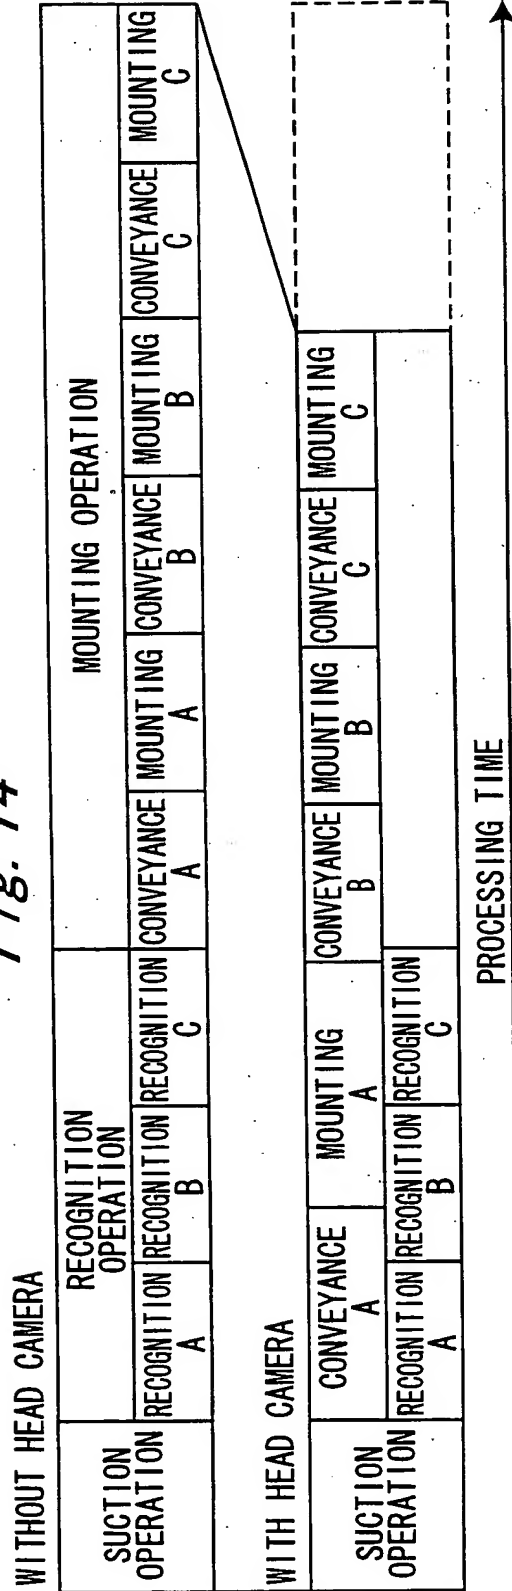 Fig. 14
WITHOUT HEAD CAMERA
SUCTION
OPERATION
RECOGNITION
OPERATION
MOUNTING OPERATION
RECOGNITION
A
RECOGNITION
B
RECOGNITION
C
CONVEYANCE
A
MOUNTING
A
CONVEYANCE
B
MOUNTING
B
CONVEYANCE
C
MOUNTING
C
WITH HEAD CAMERA
SUCTION
OPERATION
CONVEYANCE
A
MOUNTING
A
CONVEYANCE
B
MOUNTING
B
CONVEYANCE
C
MOUNTING
C
RECOGNITION
A
RECOGNITION
B
RECOGNITION
C
PROCESSING TIME